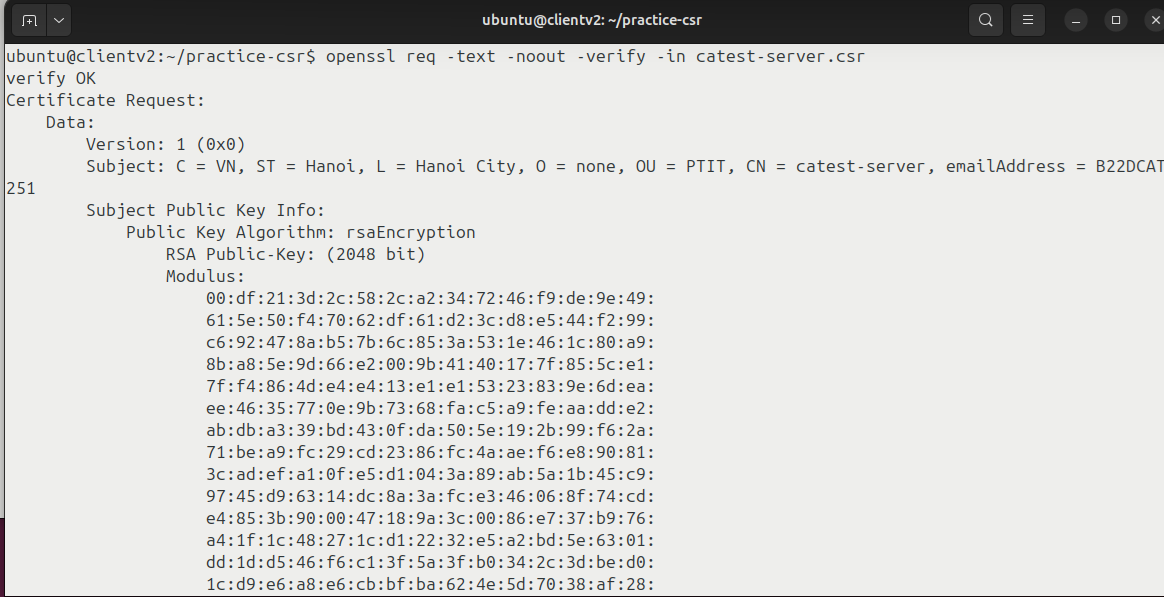 ubuntu@clientv2: ~/practice-csr
ubuntu@clientv2:~/practice-csr$ openssl req -text -noout -verify -in catest-server.csr
verify OK
Certificate Request:
    Data:
        Version: 1 (0x0)
        Subject: C = VN, ST = Hanoi, L = Hanoi City, O = none, OU = PTIT, CN = catest-server, emailAddress = B22DCAT
251
        Subject Public Key Info:
            Public Key Algorithm: rsaEncryption
                RSA Public-Key: (2048 bit)
                Modulus:
                    00:df:21:3d:2c:58:2c:a2:34:72:46:f9:de:9e:49:
                    61:5e:50:f4:70:62:df:61:d2:3c:d8:e5:44:f2:99:
                    c6:92:47:8a:b5:7b:6c:85:3a:53:1e:46:1c:80:a9:
                    8b:a8:5e:9d:66:e2:00:9b:41:40:17:7f:85:5c:e1:
                    7f:f4:86:4d:e4:e4:13:e1:e1:53:23:83:9e:6d:ea:
                    ee:46:35:77:0e:9b:73:68:fa:c5:a9:fe:aa:dd:e2:
                    ab:db:a3:39:bd:43:0f:da:50:5e:19:2b:99:f6:2a:
                    71:be:a9:fc:29:cd:23:86:fc:4a:ae:f6:e8:90:81:
                    3c:ad:ef:a1:0f:e5:d1:04:3a:89:ab:5a:1b:45:c9:
                    97:45:d9:63:14:dc:8a:3a:fc:e3:46:06:8f:74:cd:
                    e4:85:3b:90:00:47:18:9a:3c:00:86:e7:37:b9:76:
                    a4:1f:1c:48:27:1c:d1:22:32:e5:a2:bd:5e:63:01:
                    dd:1d:d5:46:f6:c1:3f:5a:3f:b0:34:2c:3d:be:d0:
                    1c:d9:e6:a8:e6:cb:bf:ba:62:4e:5d:70:38:af:28: